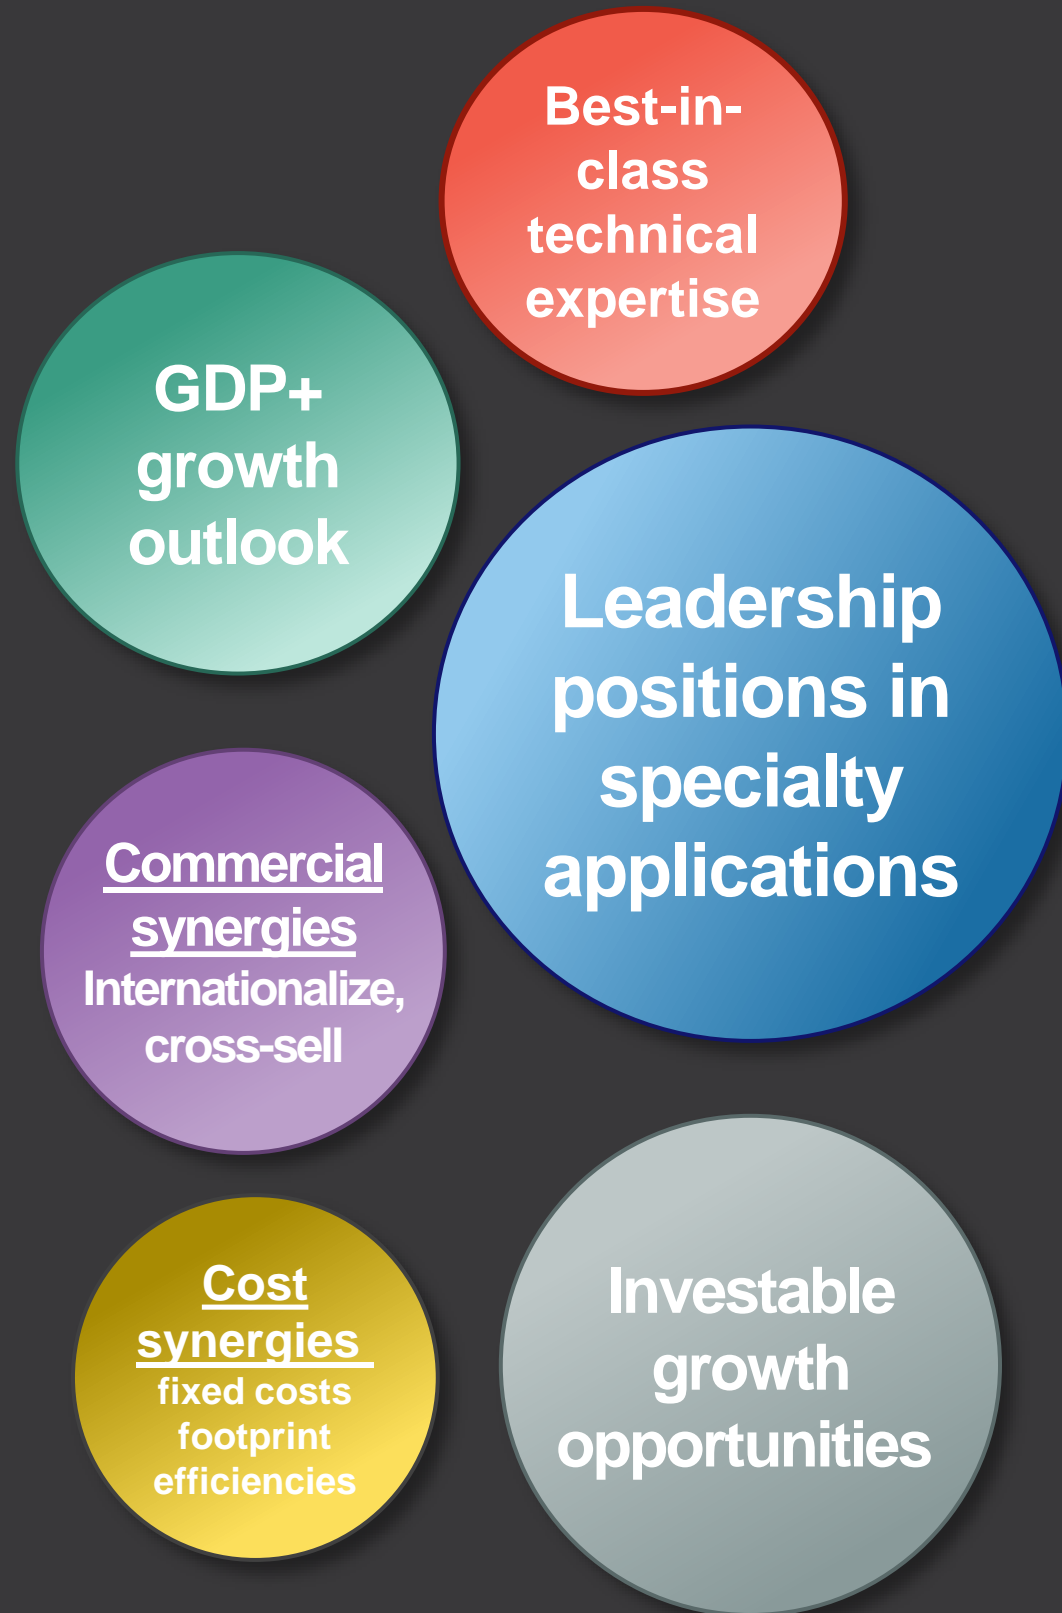 Best-in-
class
technical
expertise
GDP+
growth
outlook
Leadership
positions in
specialty
applications
Commercial
synergies
Internationalize,
cross-sell
Cost
synergies
fixed costs
footprint
efficiencies
Investable
growth
opportunities